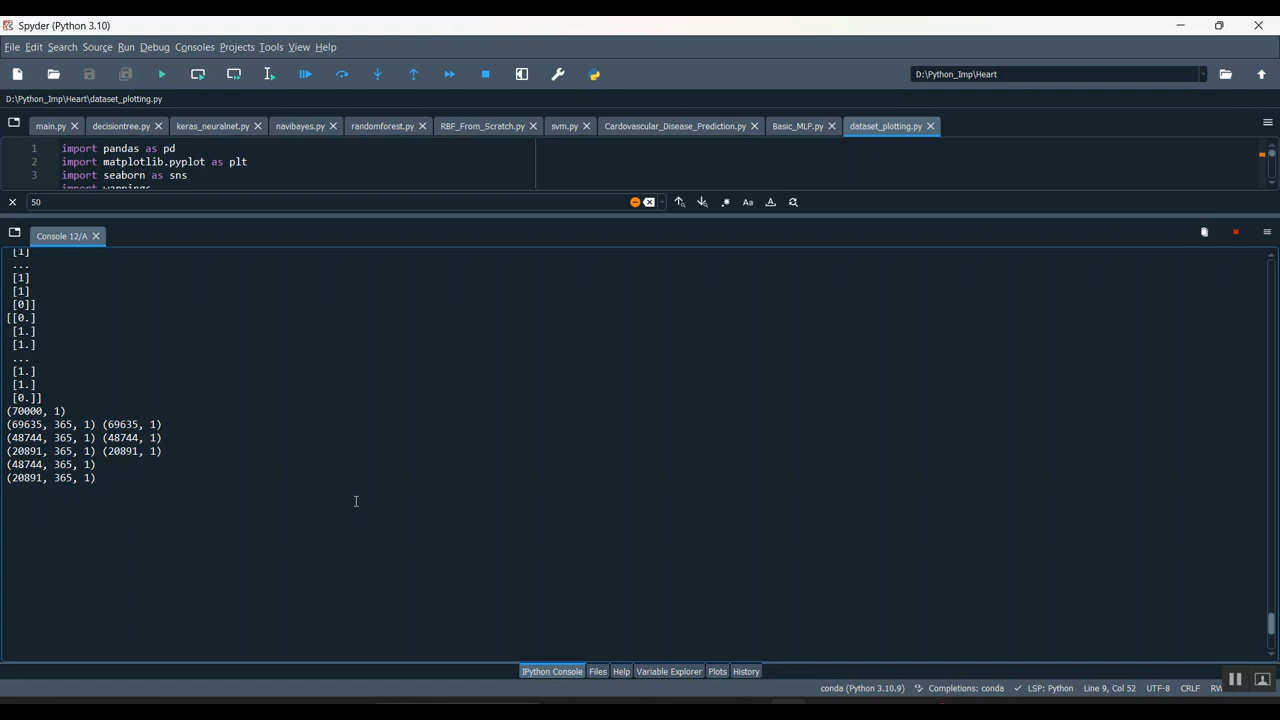 Spyder (Python 3.10)
File Edit Search Source Run Debug Consoles Projects Tools View Help
D:\Python_Imp\Heart
D:\Python_Imp\Heart\dataset_plotting.py
main.py decisiontree.py keras_neuralnet.py navibayes.py randomforest.py RBF_From_Scratch.py svm.py Cardovascular_Disease_Prediction.py Basic_MLP.py dataset_plotting.py
1 import pandas as pd
2 import matplotlib.pyplot as plt
3 import seaborn as sns
import warnings
50
Aa
Console 12/A
[1]
...
[1]
[1]
[0]]
[[0.]
[1.]
[1.]
...
[1.]
[1.]
[0.]]
(70000, 1)
(69635, 365, 1) (69635, 1)
(48744, 365, 1) (48744, 1)
(20891, 365, 1) (20891, 1)
(48744, 365, 1)
(20891, 365, 1)
IPython Console Files Help Variable Explorer Plots History
conda (Python 3.10.9) Completions: conda LSP: Python Line 9, Col 52 UTF-8 CRLF RW